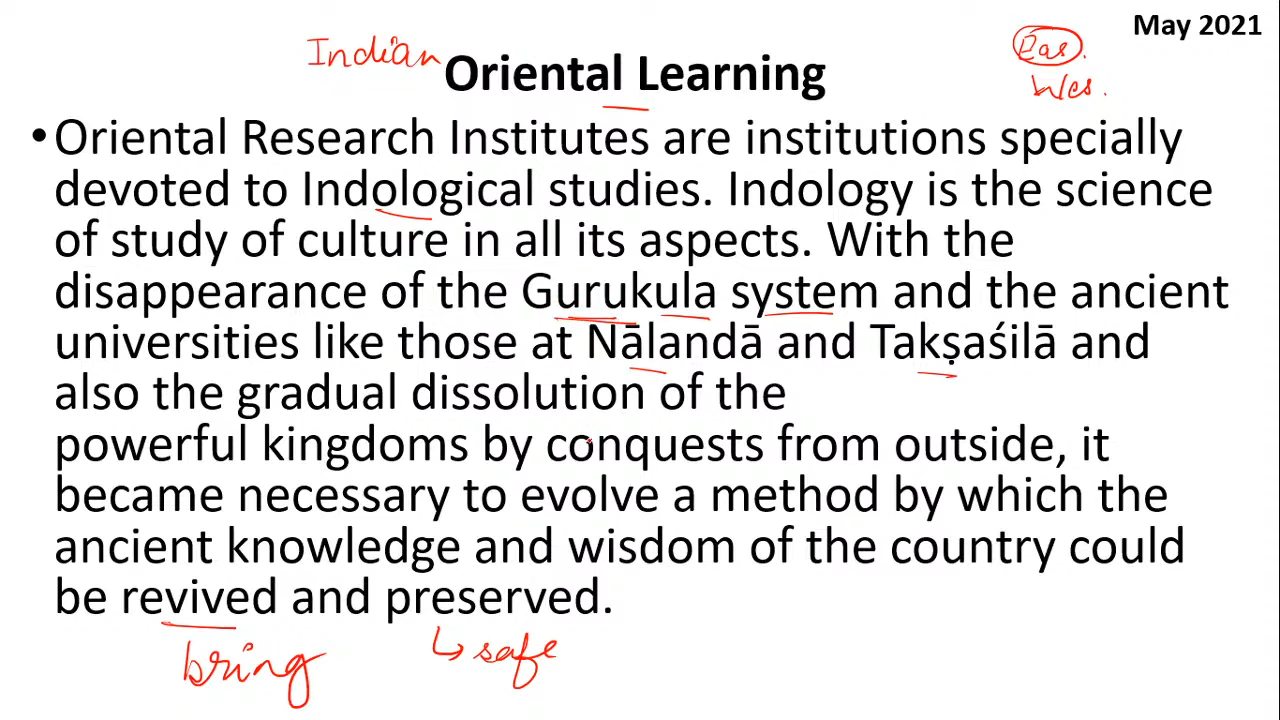 May 2021
Indian
Eas.
Wes.
Oriental Learning
• Oriental Research Institutes are institutions specially
devoted to Indological studies. Indology is the science
of study of culture in all its aspects. With the
disappearance of the Gurukula system and the ancient
universities like those at Nālandā and Takṣaśilā and
also the gradual dissolution of the
powerful kingdoms by conquests from outside, it
became necessary to evolve a method by which the
ancient knowledge and wisdom of the country could
be revived and preserved.
bring
↳ safe